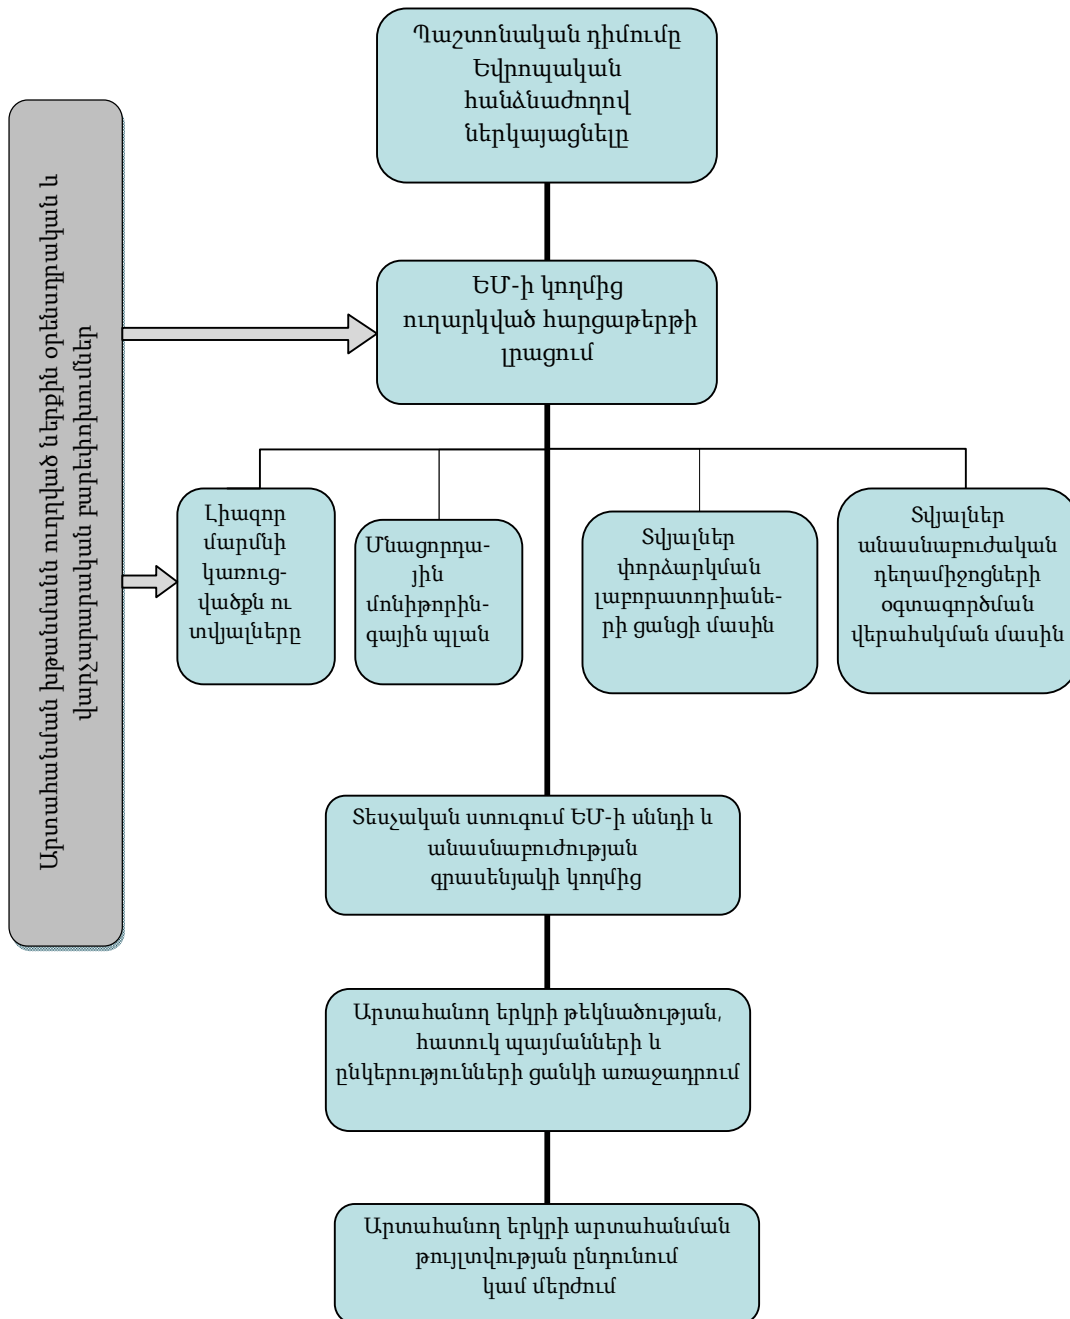 Պաշտոնական դիմումը
Եվրոպական
հանձնաժողով
ներկայացնելը
Արտահանման խթանմանն ուղղված ներքին օրենսդրական և
վարչարարական բարեփոխումներ
ԵՄ-ի կողմից
ուղարկված հարցաթերթի
լրացում
Լիազոր
մարմնի
կառուց-
վածքն ու
տվյալները
Մնացորդա-
յին
մոնիթորին-
գային պլան
Տվյալներ
փորձարկման
լաբորատորիանե-
րի ցանցի մասին
Տվյալներ
անասնաբուժական
դեղամիջոցների
օգտագործման
վերահսկման մասին
Տեսչական ստուգում ԵՄ-ի սննդի և
անասնաբուժության
գրասենյակի կողմից
Արտահանող երկրի թեկնածության,
հատուկ պայմանների և
ընկերությունների ցանկի առաջադրում
Արտահանող երկրի արտահանման
թույլտվության ընդունում
կամ մերժում